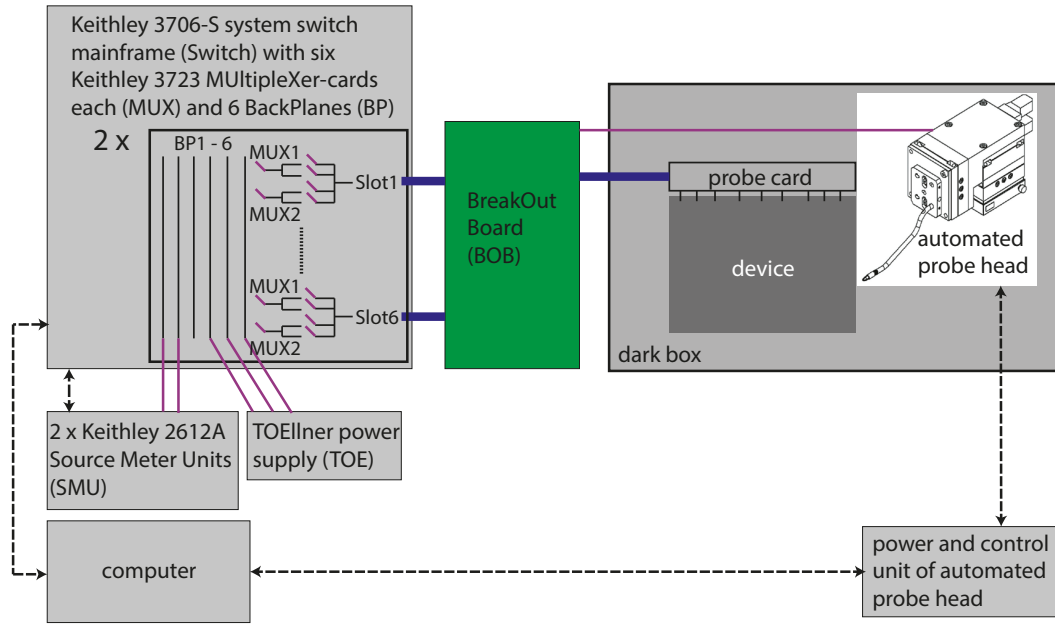 Keithley 3706-S system switch
mainframe (Switch) with six
Keithley 3723 MUltipleXer-cards
each (MUX) and 6 BackPlanes (BP)
2 x
BP1 - 6
MUX1
MUX2
Slot1
MUX1
MUX2
Slot6
BreakOut
Board
(BOB)
probe card
device
automated
probe head
dark box
2 x Keithley 2612A
Source Meter Units
(SMU)
TOEllner power
supply (TOE)
computer
power and control
unit of automated
probe head